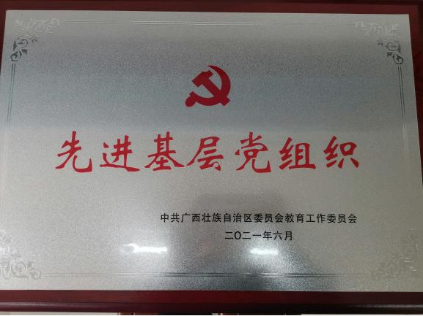 先进基层党组织
中共广西壮族自治区委员会教育工作委员会
二〇二一年六月